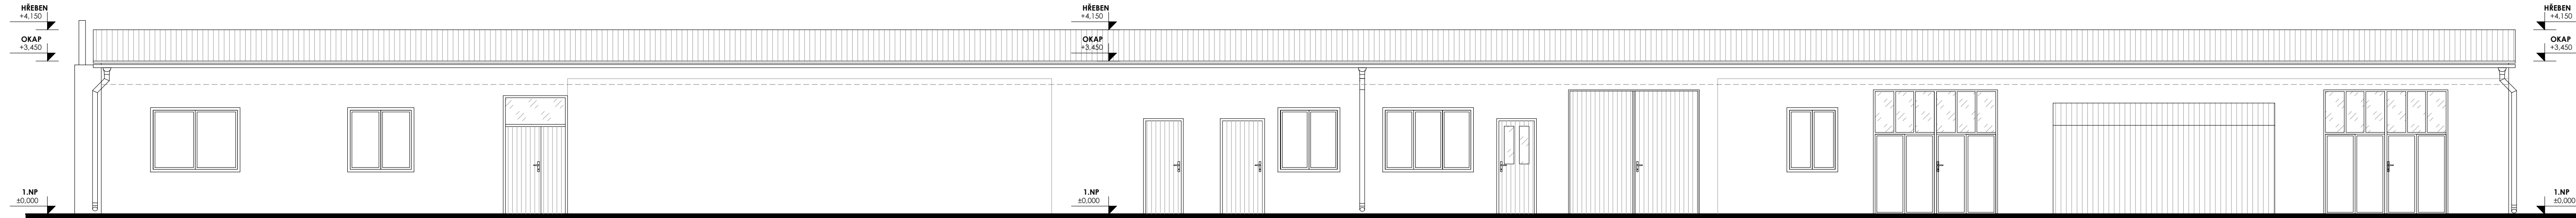 HŘEBEN
+4,150
OKAP
+3,450
1.NP
±0,000
HŘEBEN
+4,150
OKAP
+3,450
1.NP
±0,000
HŘEBEN
+4,150
OKAP
+3,450
1.NP
±0,000